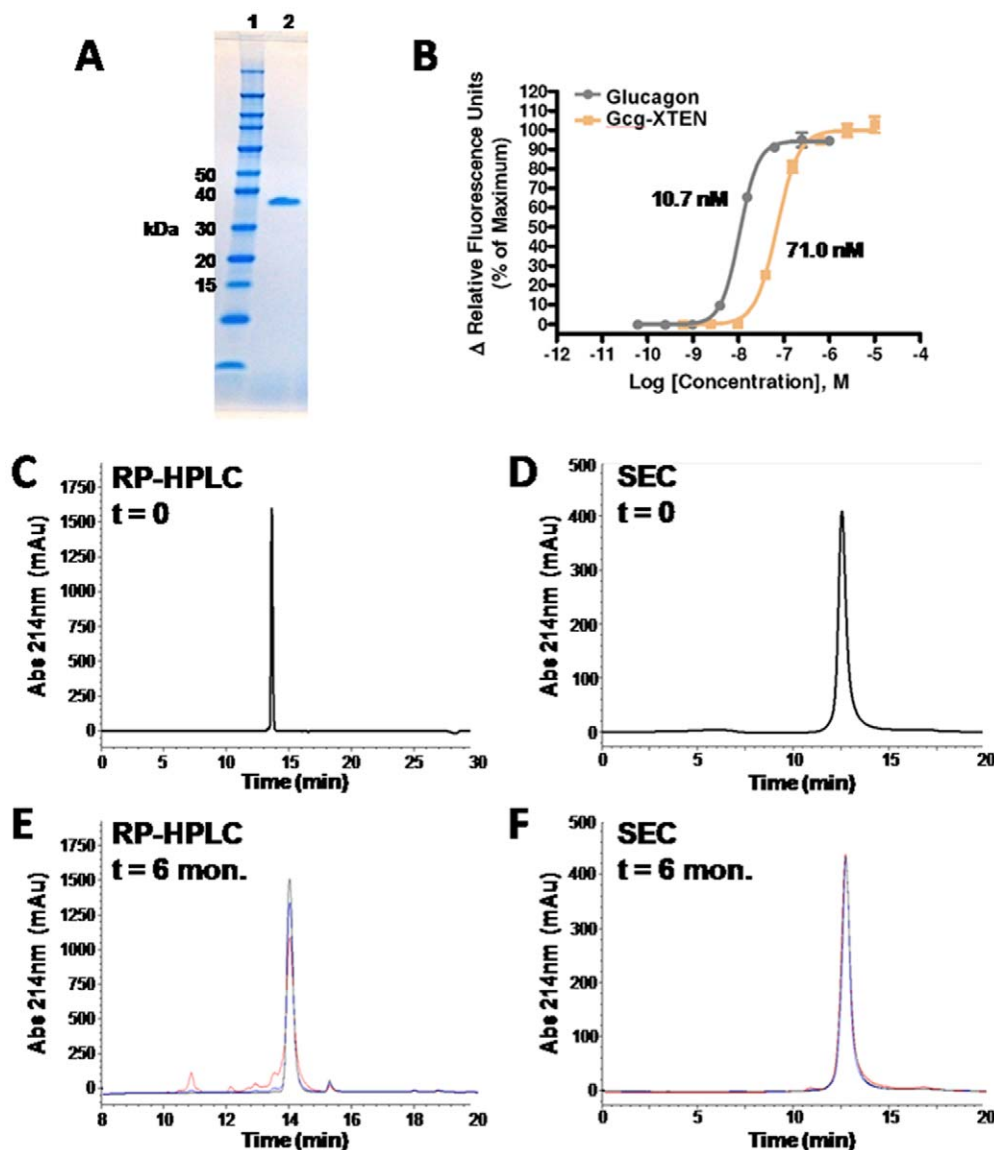 A
1 2
50
40
kDa 30
20
15
B
Δ Relative Fluorescence Units
(% of Maximum)
120
110
100
90
80
70
60
50
40
30
20
10
0
Glucagon
Gcg-XTEN
10.7 nM
71.0 nM
-12 -11 -10 -9 -8 -7 -6 -5 -4
Log [Concentration], M
C
RP-HPLC
t = 0
Abs 214nm (mAu)
1750
1500
1250
1000
750
500
250
0
0 5 10 15 20 25 30
Time (min)
D
SEC
t = 0
Abs 214nm (mAu)
500
400
300
200
100
0
0 5 10 15 20
Time (min)
E
RP-HPLC
t = 6 mon.
Abs 214nm (mAu)
1750
1500
1250
1000
750
500
250
0
8 10 12 14 16 18 20
Time (min)
F
SEC
t = 6 mon.
Abs 214nm (mAu)
500
400
300
200
100
0
0 5 10 15 20
Time (min)